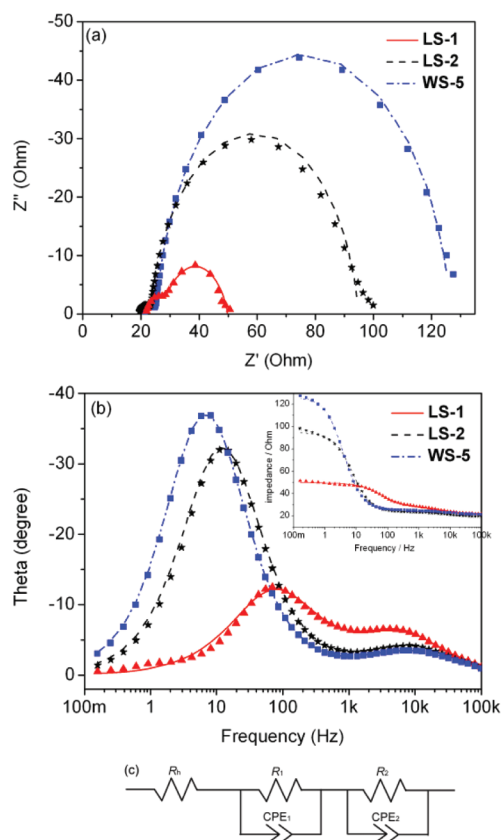 (a)
LS-1
LS-2
WS-5
-50
-40
-30
-20
-10
0
Z'' (Ohm)
0 20 40 60 80 100 120 140
Z' (Ohm)
(b)
LS-1
LS-2
WS-5
-40
-30
-20
-10
0
Theta (degree)
140
120
100
80
60
40
20
0
impedance / Ohm
100m 1 10 100 1k 10k 100k
Frequency / Hz
100m 1 10 100 1k 10k 100k
Frequency (Hz)
(c)
Rh R1 R2
CPE1 CPE2